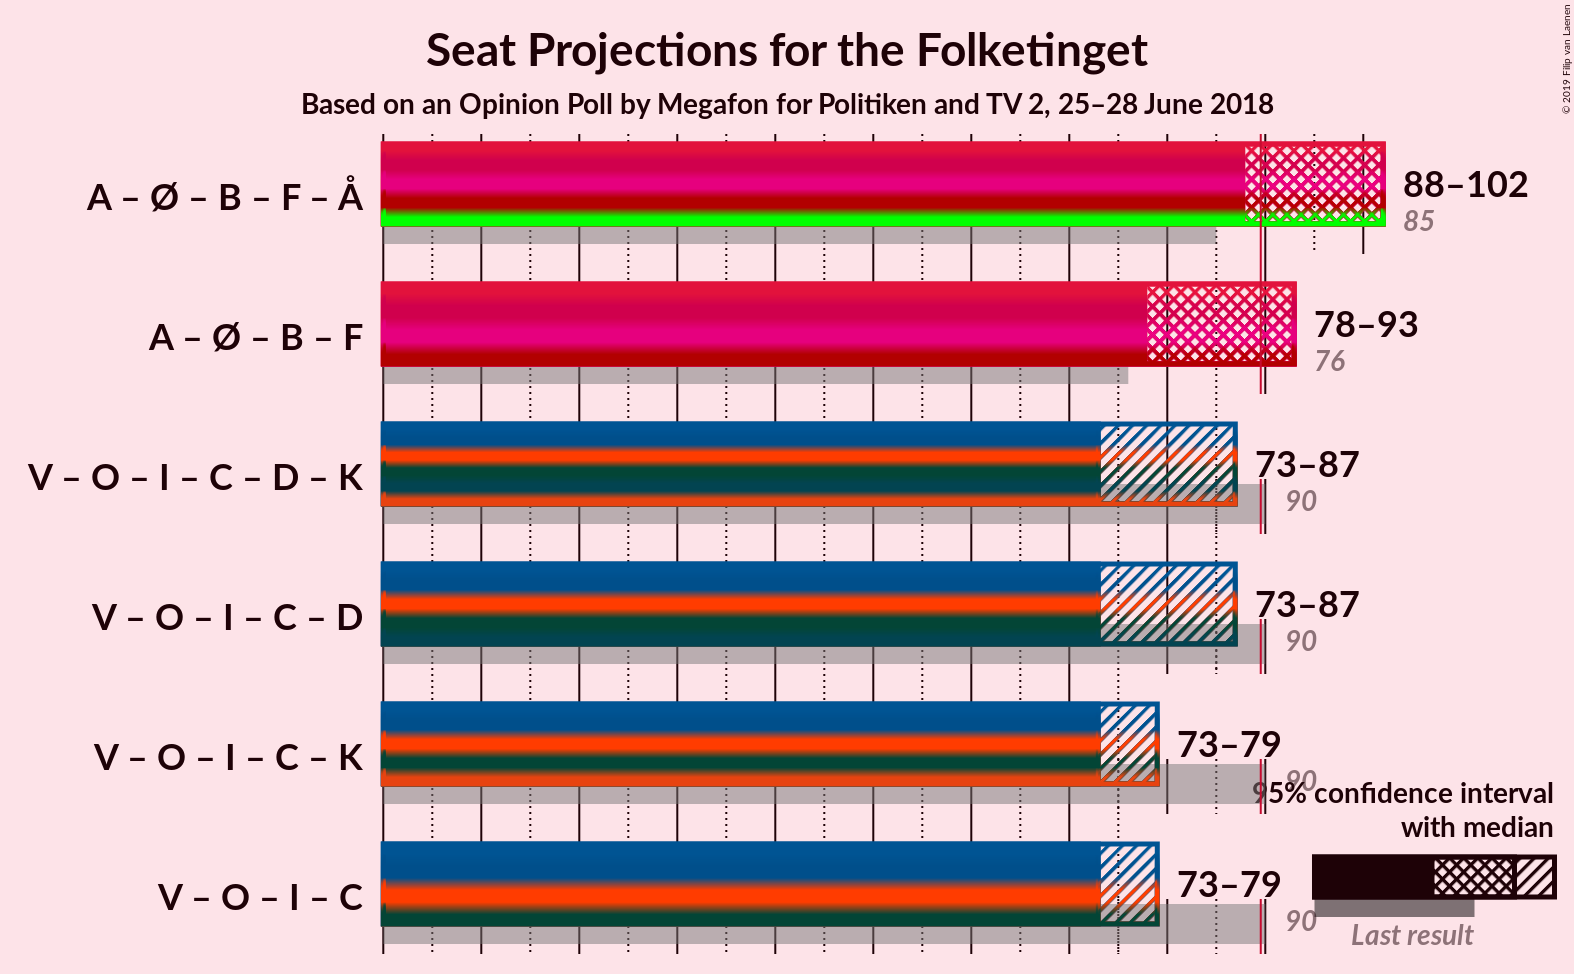 Seat Projections for the Folketinget
Based on an Opinion Poll by Megafon for Politiken and TV 2, 25–28 June 2018
© 2019 Filip van Laenen
A – Ø – B – F – Å
88–102
85
A – Ø – B – F
78–93
76
V – O – I – C – D – K
73–87
90
V – O – I – C – D
73–87
90
V – O – I – C – K
73–79
90
V – O – I – C
73–79
90
95% confidence interval
with median
Last result